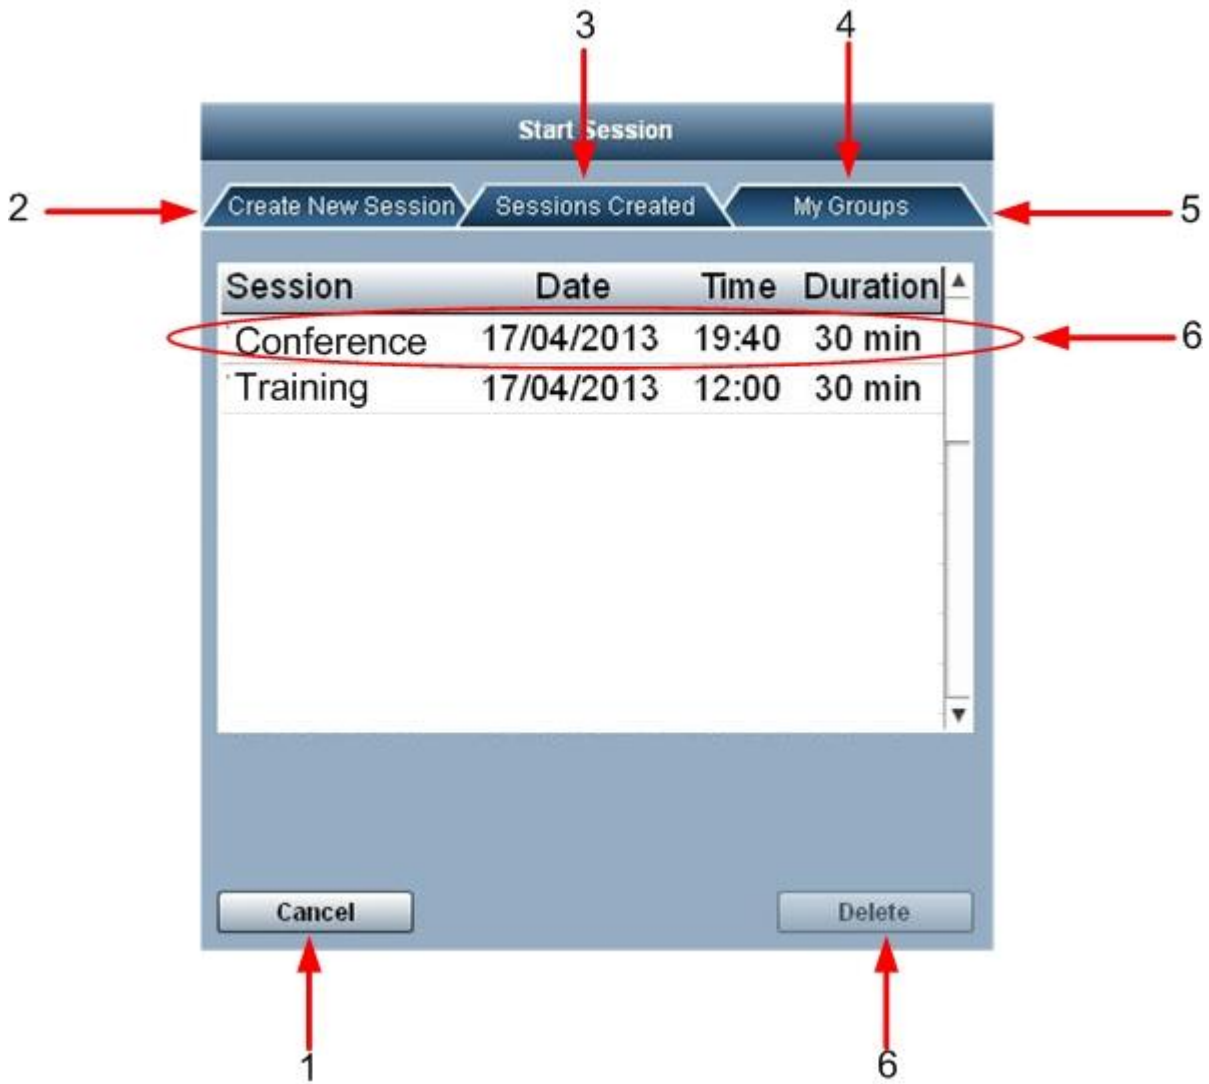 3 4
Start Session
2 Create New Session Sessions Created My Groups 5
Session Date Time Duration
Conference 17/04/2013 19:40 30 min 6
Training 17/04/2013 12:00 30 min
Cancel Delete
1 6